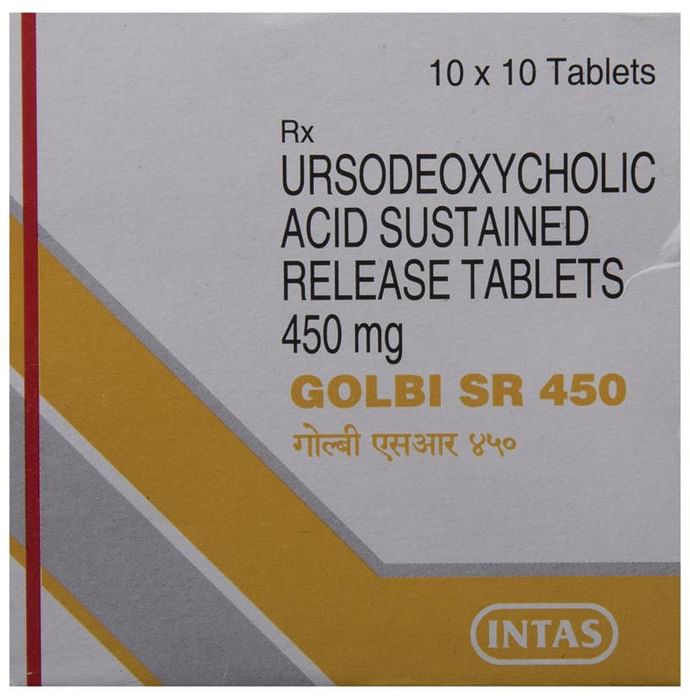 10 x 10 Tablets
Rx
URSODEOXYCHOLIC
ACID SUSTAINED
RELEASE TABLETS
450 mg
GOLBI SR 450
गोल्बी एसआर ४५०
INTAS